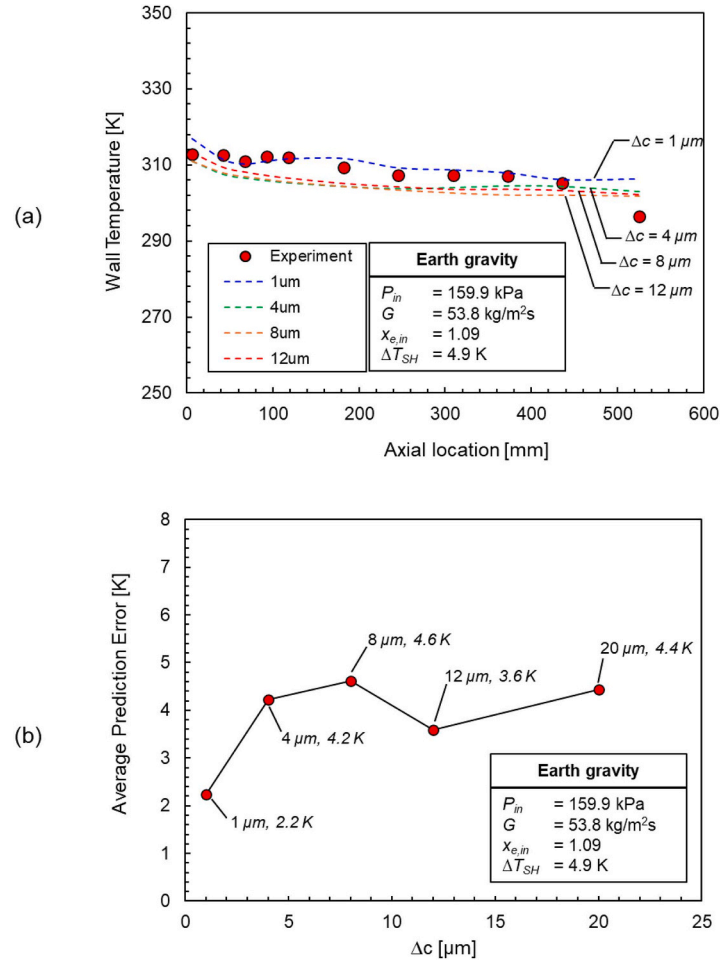 (a)
Wall Temperature [K]
350
330
310
290
270
250
0
100
200
300
400
500
600
Axial location [mm]
Δc = 1 µm
Δc = 4 µm
Δc = 8 µm
Δc = 12 µm
Experiment
1um
4um
8um
12um
Earth gravity
P_in = 159.9 kPa
G = 53.8 kg/m²s
x_e,in = 1.09
ΔT_SH = 4.9 K
(b)
Average Prediction Error [K]
8
7
6
5
4
3
2
1
0
0
5
10
15
20
25
Δc [µm]
8 µm, 4.6 K
20 µm, 4.4 K
12 µm, 3.6 K
4 µm, 4.2 K
1 µm, 2.2 K
Earth gravity
P_in = 159.9 kPa
G = 53.8 kg/m²s
x_e,in = 1.09
ΔT_SH = 4.9 K